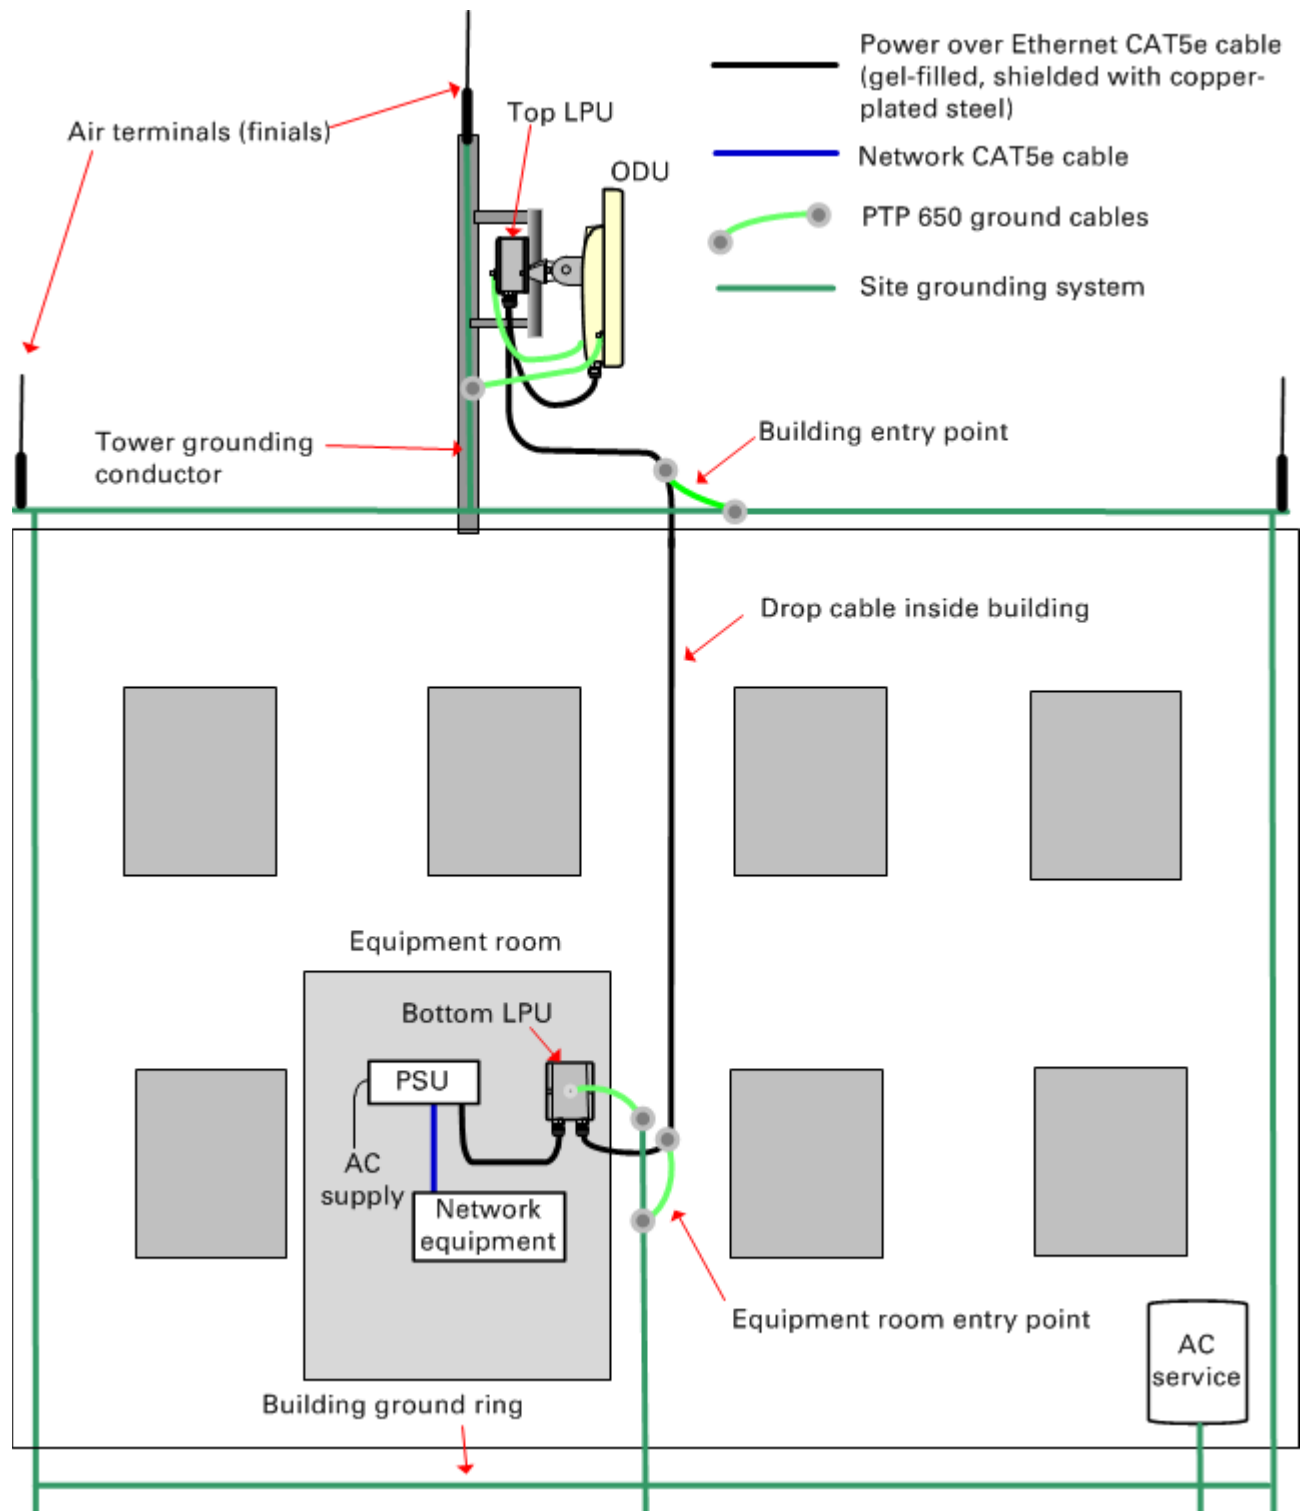 Power over Ethernet CAT5e cable
(gel-filled, shielded with copper-
plated steel)
Top LPU
Air terminals (finials)
Network CAT5e cable
ODU
PTP 650 ground cables
Site grounding system
Building entry point
Tower grounding
conductor
Drop cable inside building
Equipment room
Bottom LPU
PSU
AC
supply
Network
equipment
Equipment room entry point
AC
service
Building ground ring